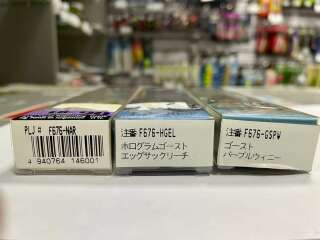 PLJ # F676-NAR
4 940764 146001
注番 F676-HGEL
ホログラムゴースト
エッグサックリーチ
注番 F676-GSPW
ゴースト
パープルウィニー